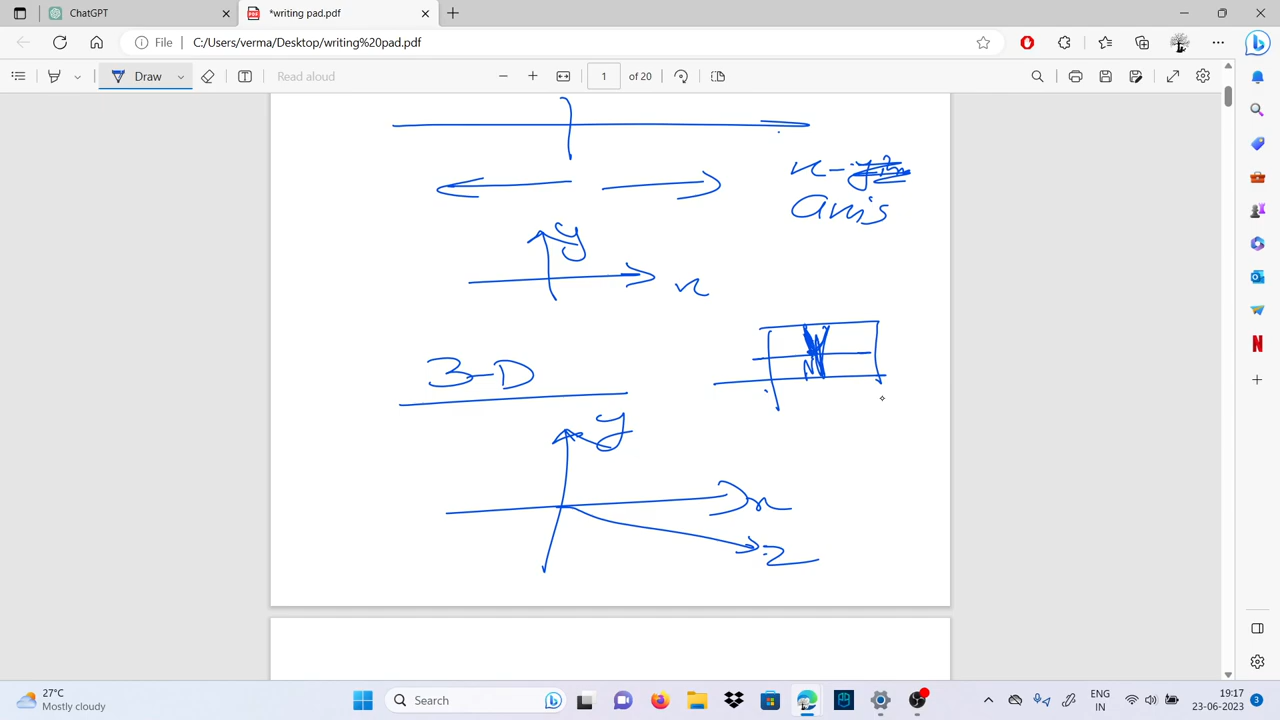 ChatGPT
*writing pad.pdf
File
C:/Users/verma/Desktop/writing%20pad.pdf
Draw
Read aloud
1
of 20
x-
axis
y
x
3-D
y
x
z
27°C
Mostly cloudy
Search
ENG
IN
19:17
23-06-2023
3